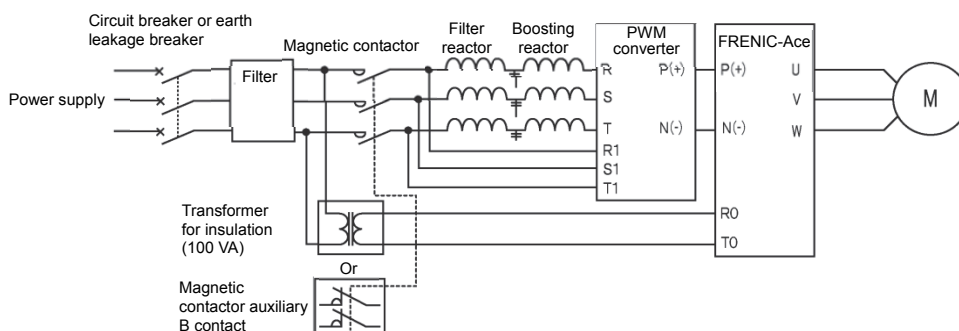 Circuit breaker or earth
leakage breaker
Power supply
Filter
Magnetic contactor
Filter
reactor
Boosting
reactor
PWM
converter
R
S
T
R1
S1
T1
P(+)
N(-)
FRENIC-Ace
P(+)
N(-)
R0
T0
U
V
W
M
Transformer
for insulation
(100 VA)
Or
Magnetic
contactor auxiliary
B contact